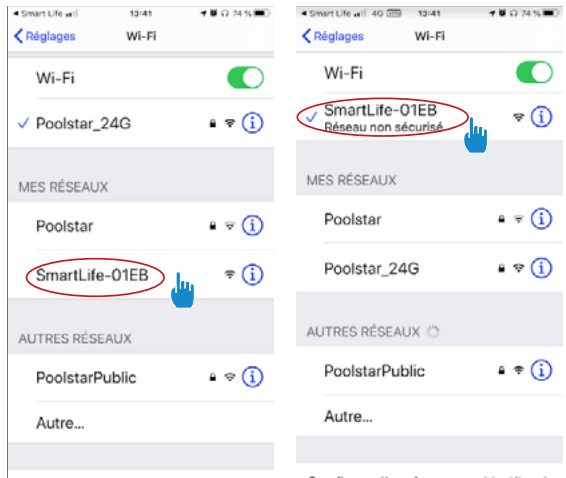 Smart Life 13:41 74 %
Réglages Wi-Fi
Wi-Fi
Poolstar_24G
MES RÉSEAUX
Poolstar
SmartLife-01EB
AUTRES RÉSEAUX
PoolstarPublic
Autre...
Smart Life 4G 13:41 74 %
Réglages Wi-Fi
Wi-Fi
SmartLife-01EB
Réseau non sécurisé
MES RÉSEAUX
Poolstar
Poolstar_24G
AUTRES RÉSEAUX
PoolstarPublic
Autre...